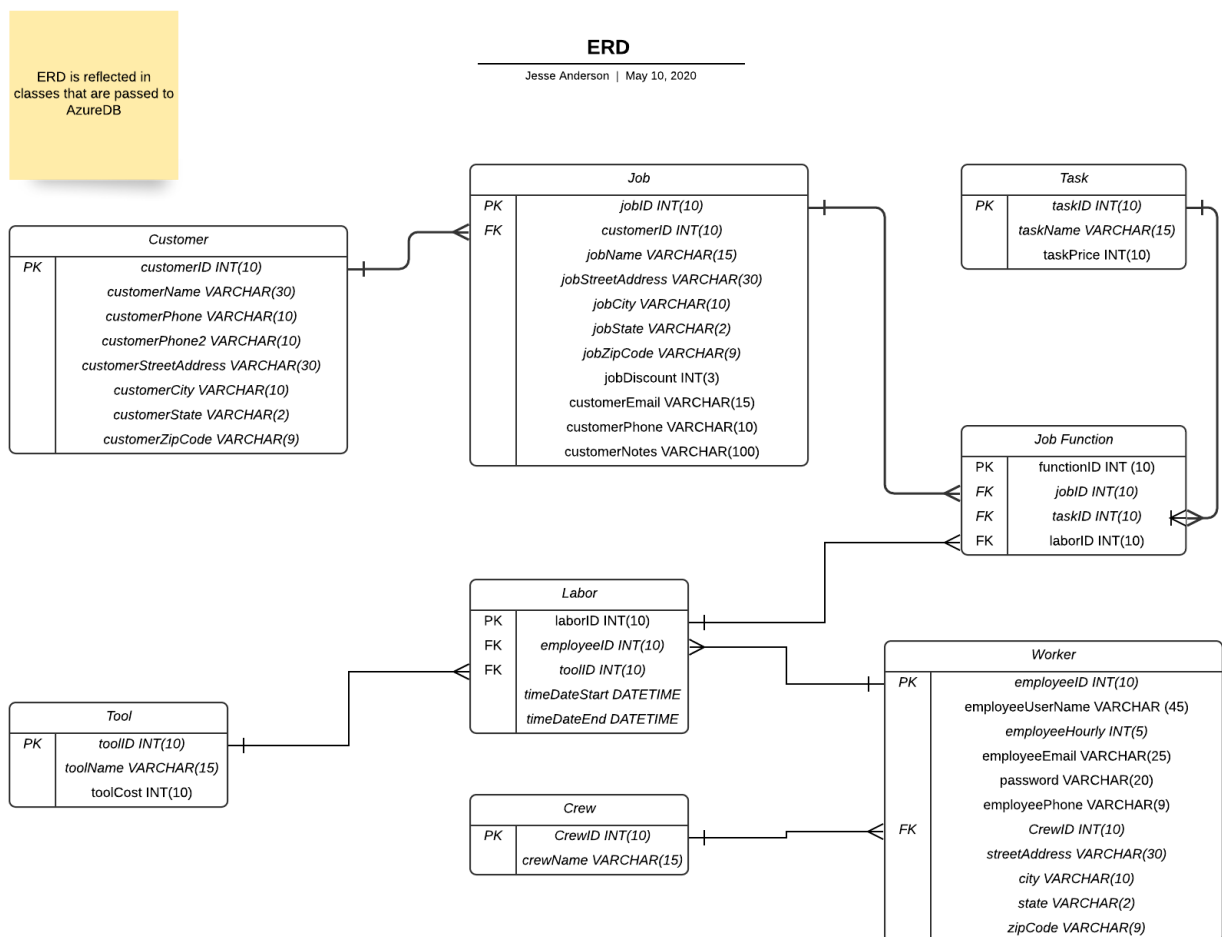 ERD is reflected in
classes that are passed to
AzureDB
ERD
Jesse Anderson | May 10, 2020
Customer
PK customerID INT(10)
customerName VARCHAR(30)
customerPhone VARCHAR(10)
customerPhone2 VARCHAR(10)
customerStreetAddress VARCHAR(30)
customerCity VARCHAR(10)
customerState VARCHAR(2)
customerZipCode VARCHAR(9)
Job
PK jobID INT(10)
FK customerID INT(10)
jobName VARCHAR(15)
jobStreetAddress VARCHAR(30)
jobCity VARCHAR(10)
jobState VARCHAR(2)
jobZipCode VARCHAR(9)
jobDiscount INT(3)
customerEmail VARCHAR(15)
customerPhone VARCHAR(10)
customerNotes VARCHAR(100)
Task
PK taskID INT(10)
taskName VARCHAR(15)
taskPrice INT(10)
Job Function
PK functionID INT (10)
FK jobID INT(10)
FK taskID INT(10)
FK laborID INT(10)
Labor
PK laborID INT(10)
FK employeeID INT(10)
FK toolID INT(10)
timeDateStart DATETIME
timeDateEnd DATETIME
Tool
PK toolID INT(10)
toolName VARCHAR(15)
toolCost INT(10)
Crew
PK CrewID INT(10)
crewName VARCHAR(15)
Worker
PK employeeID INT(10)
employeeUserName VARCHAR (45)
employeeHourly INT(5)
employeeEmail VARCHAR(25)
password VARCHAR(20)
employeePhone VARCHAR(9)
FK CrewID INT(10)
streetAddress VARCHAR(30)
city VARCHAR(10)
state VARCHAR(2)
zipCode VARCHAR(9)